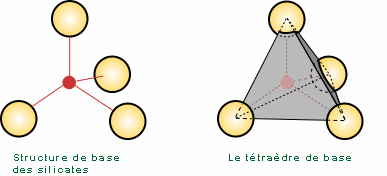 Structure de base
des silicates
Le tétraèdre de base